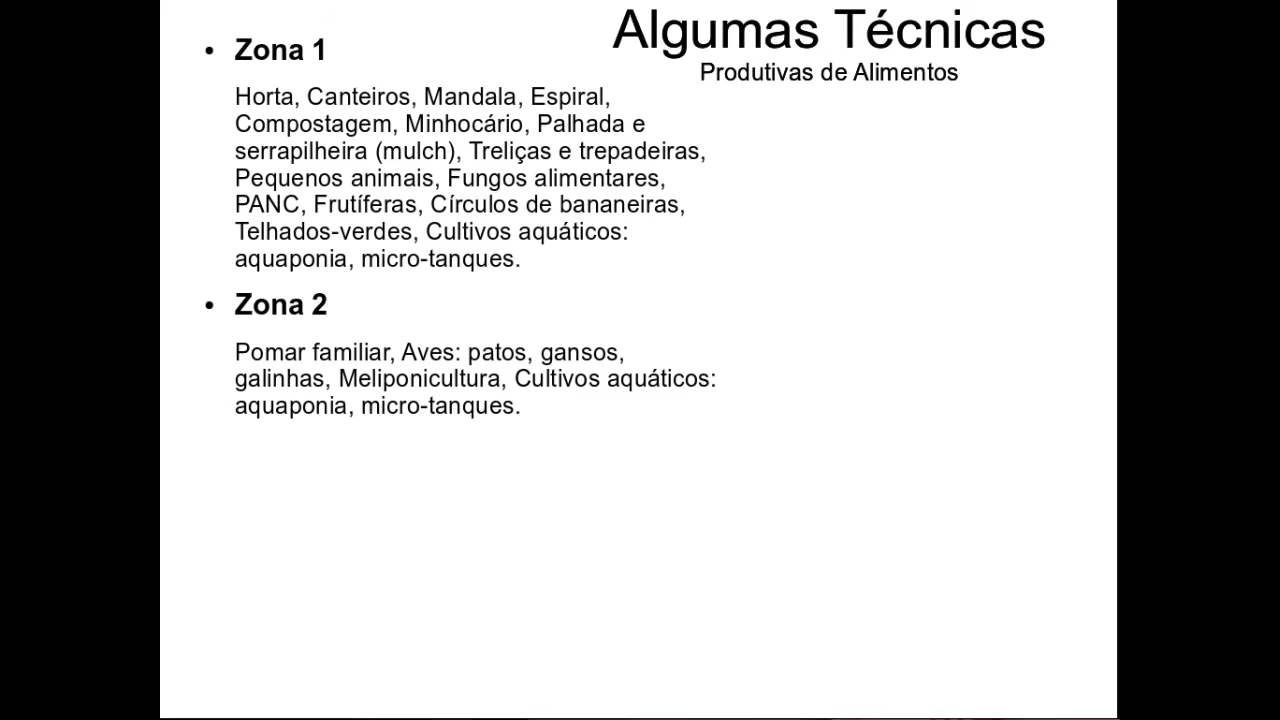 Algumas Técnicas
Produtivas de Alimentos
• Zona 1
Horta, Canteiros, Mandala, Espiral,
Compostagem, Minhocário, Palhada e
serrapilheira (mulch), Treliças e trepadeiras,
Pequenos animais, Fungos alimentares,
PANC, Frutíferas, Círculos de bananeiras,
Telhados-verdes, Cultivos aquáticos:
aquaponia, micro-tanques.
• Zona 2
Pomar familiar, Aves: patos, gansos,
galinhas, Meliponicultura, Cultivos aquáticos:
aquaponia, micro-tanques.